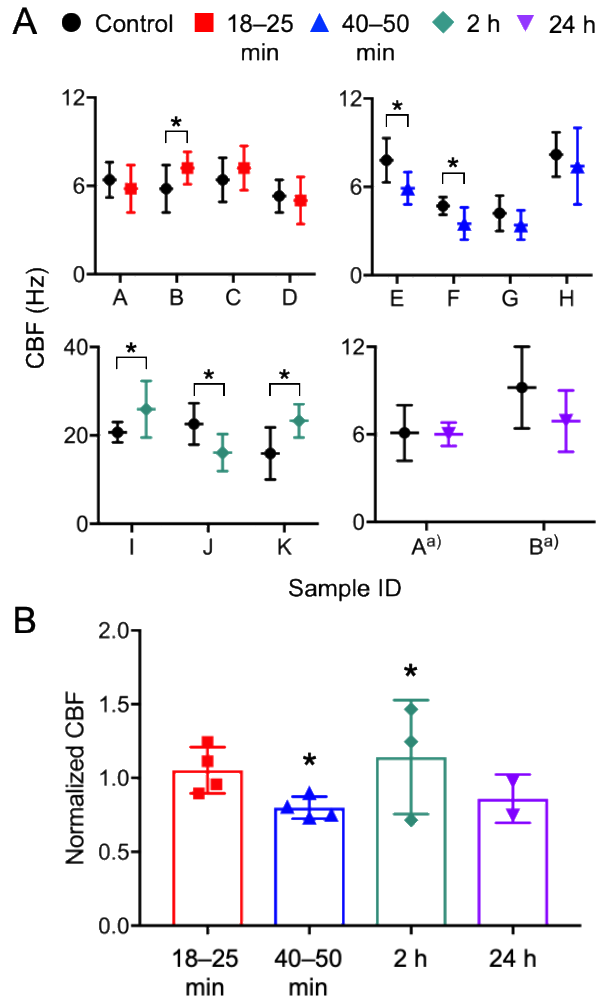 A
Control
18–25 min
40–50 min
2 h
24 h
CBF (Hz)
12
6
0
A B C D
*
12
6
0
E F G H
* *
40
20
0
I J K
* * *
12
6
0
Aa) Ba)
Sample ID
B
Normalized CBF
2.0
1.5
1.0
0.5
0.0
* *
18–25 min
40–50 min
2 h
24 h